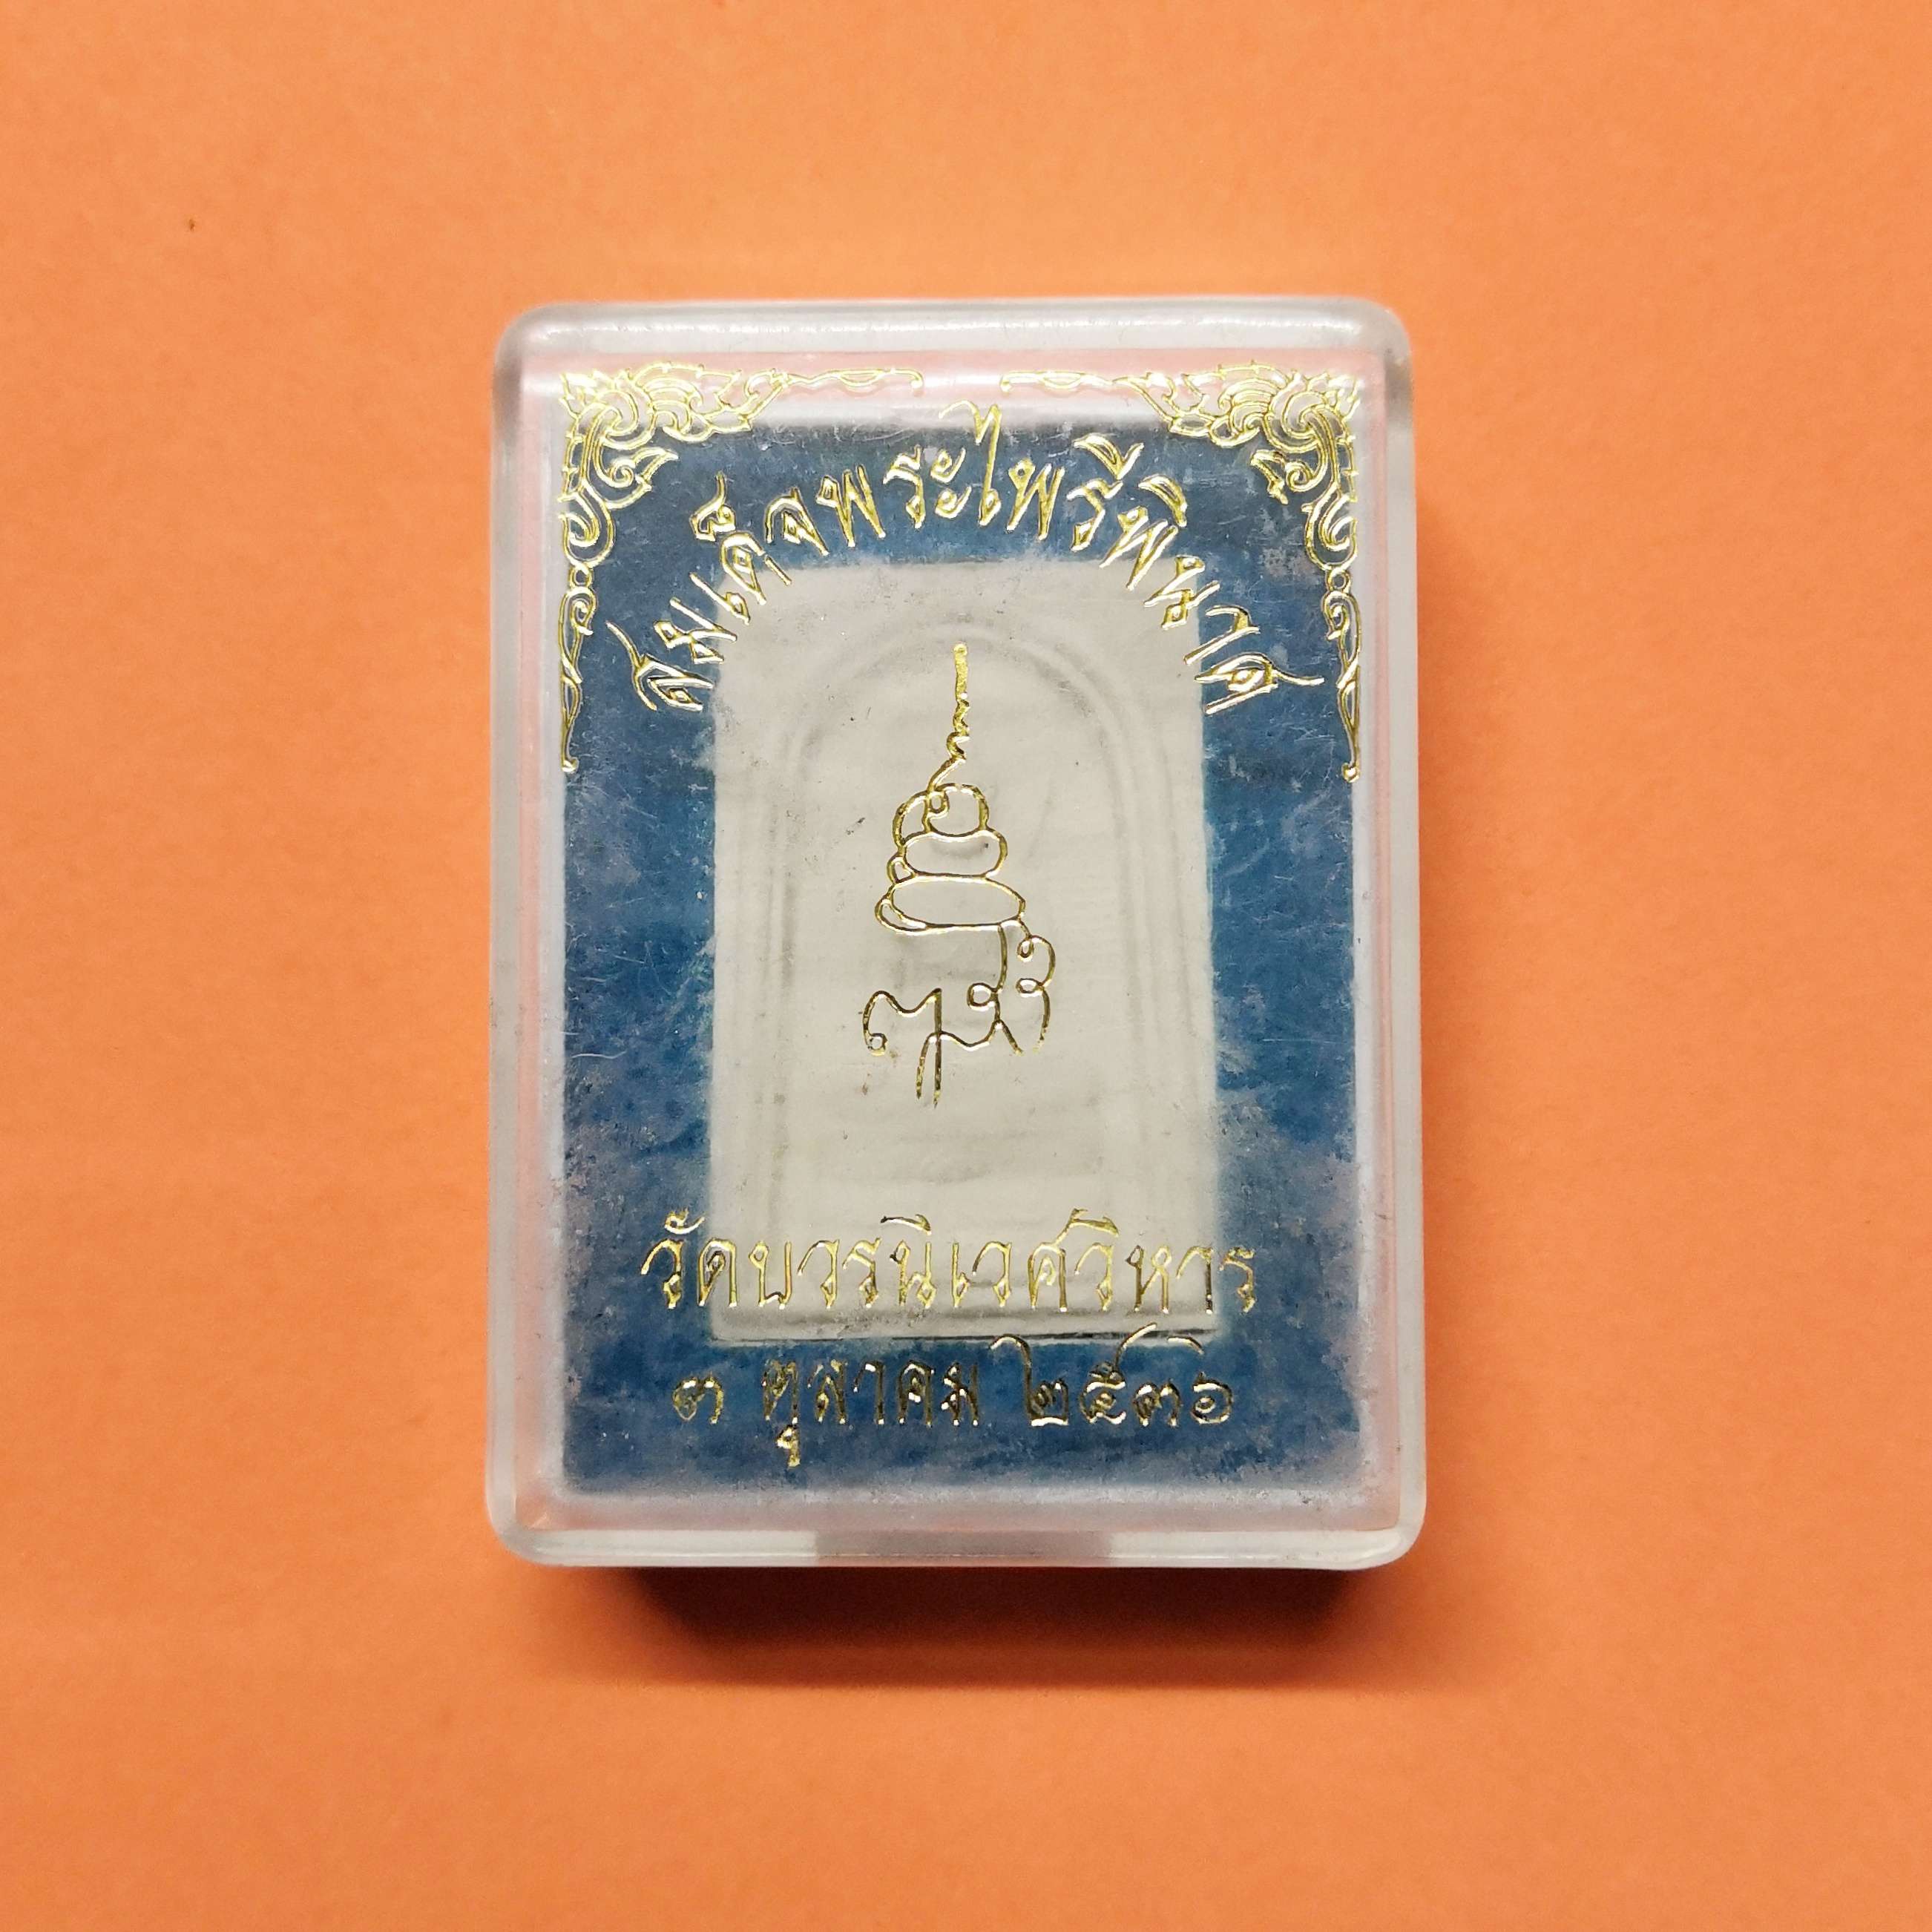 สมเด็จพระไพรีพินาศ
วัดบวรนิเวศวิหาร
๓ ตุลาคม ๒๕๓๖